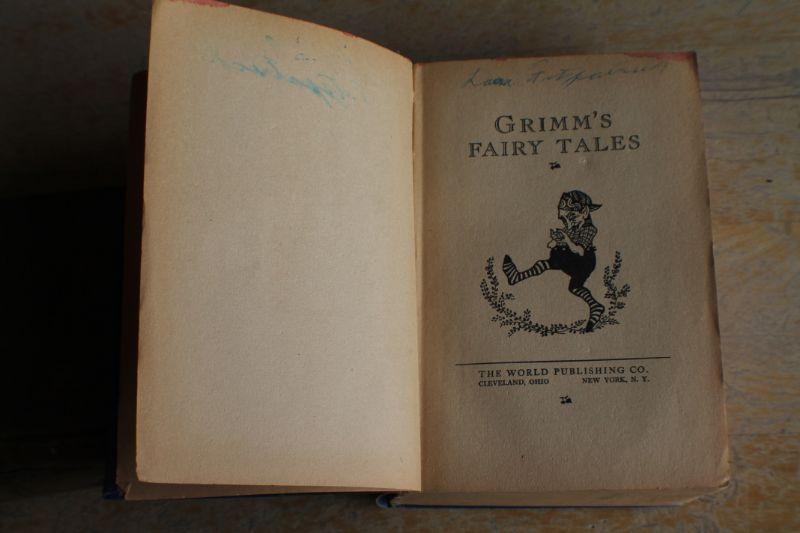 GRIMM'S
FAIRY TALES
THE WORLD PUBLISHING CO.
CLEVELAND, OHIO NEW YORK, N. Y.